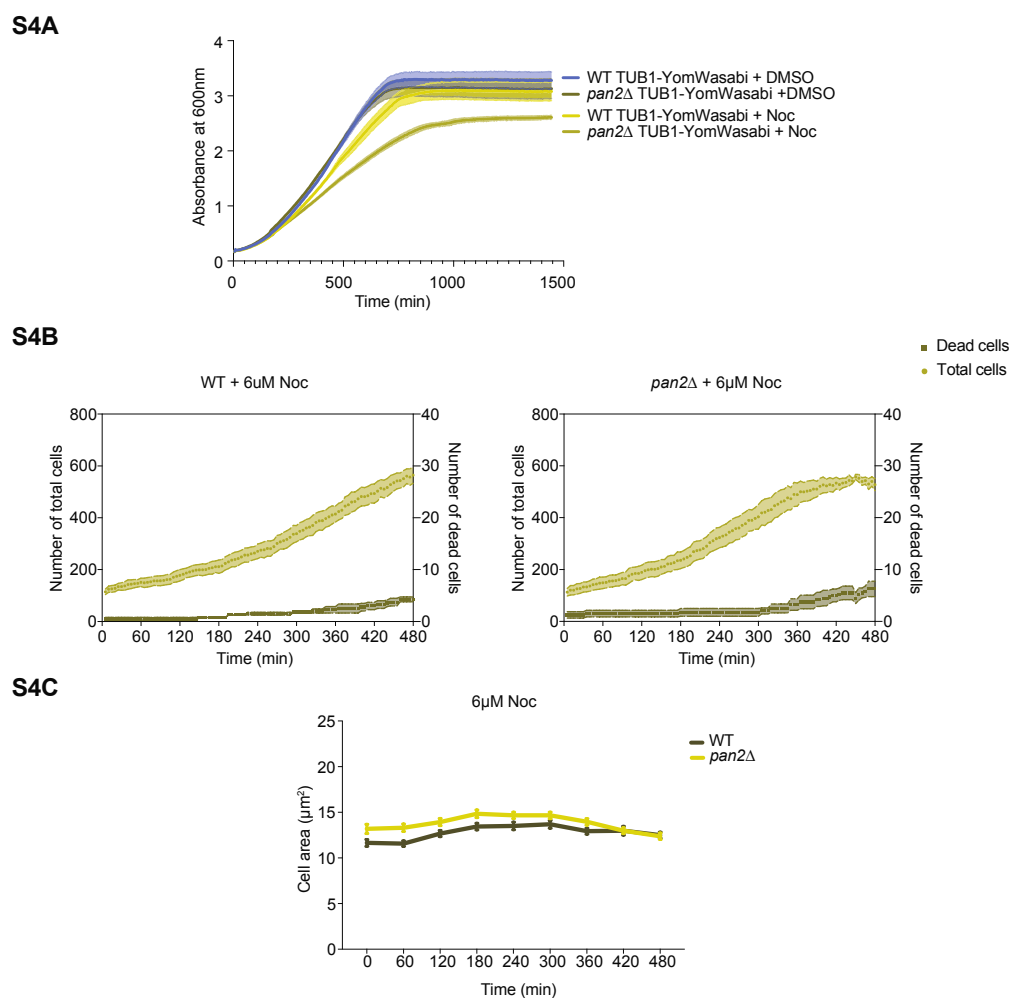 S4A
4
3
2
1
0
Absorbance at 600nm
0
500
1000
1500
Time (min)
WT TUB1-YomWasabi + DMSO
pan2Δ TUB1-YomWasabi +DMSO
WT TUB1-YomWasabi + Noc
pan2Δ TUB1-YomWasabi + Noc
S4B
Dead cells
Total cells
WT + 6uM Noc
800
600
400
200
0
Number of total cells
40
30
20
10
0
Number of dead cells
0 60 120 180 240 300 360 420 480
Time (min)
pan2Δ + 6µM Noc
800
600
400
200
0
Number of total cells
40
30
20
10
0
Number of dead cells
0 60 120 180 240 300 360 420 480
Time (min)
S4C
6µM Noc
25
20
15
10
5
0
Cell area (µm²)
0 60 120 180 240 300 360 420 480
Time (min)
WT
pan2Δ